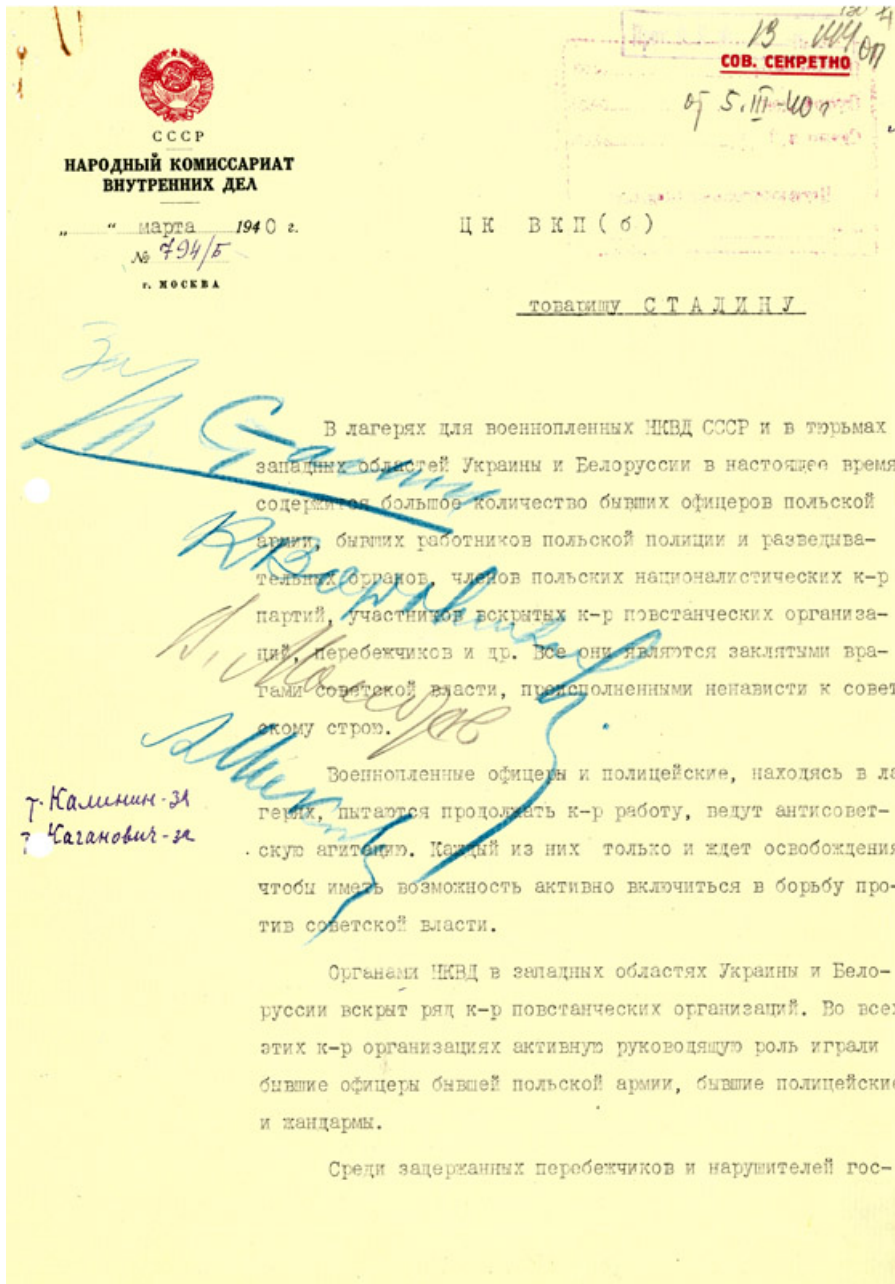 13 144 ОП
СОВ. СЕКРЕТНО
от 5.III-40 г
СССР
НАРОДНЫЙ КОМИССАРИАТ
ВНУТРЕННИХ ДЕЛ
„ “ марта 1940 г.
№ 794/Б
г. МОСКВА
ЦК ВКП(б)
товарищу СТАЛИНУ
За
И Сталин
К Ворошилов
В. Молотов
А Микоян
В лагерях для военнопленных НКВД СССР и в тюрьмах
западных областей Украины и Белоруссии в настоящее время
содержится большое количество бывших офицеров польской
армии, бывших работников польской полиции и разведыва-
тельных органов, членов польских националистических к-р
партий, участников вскрытых к-р повстанческих организа-
ций, перебежчиков и др. Все они являются заклятыми вра-
гами советской власти, преисполненными ненависти к совет
скому строю.
Военнопленные офицеры и полицейские, находясь в ла
герях, пытаются продолжать к-р работу, ведут антисовет-
скую агитацию. Каждый из них только и ждет освобождения
чтобы иметь возможность активно включиться в борьбу про-
тив советской власти.
т. Калинин - за
т. Каганович - за
Органами НКВД в западных областях Украины и Бело-
руссии вскрыт ряд к-р повстанческих организаций. Во всех
этих к-р организациях активную руководящую роль играли
бывшие офицеры бывшей польской армии, бывшие полицейские
и жандармы.
Среди задержанных перебежчиков и нарушителей гос-